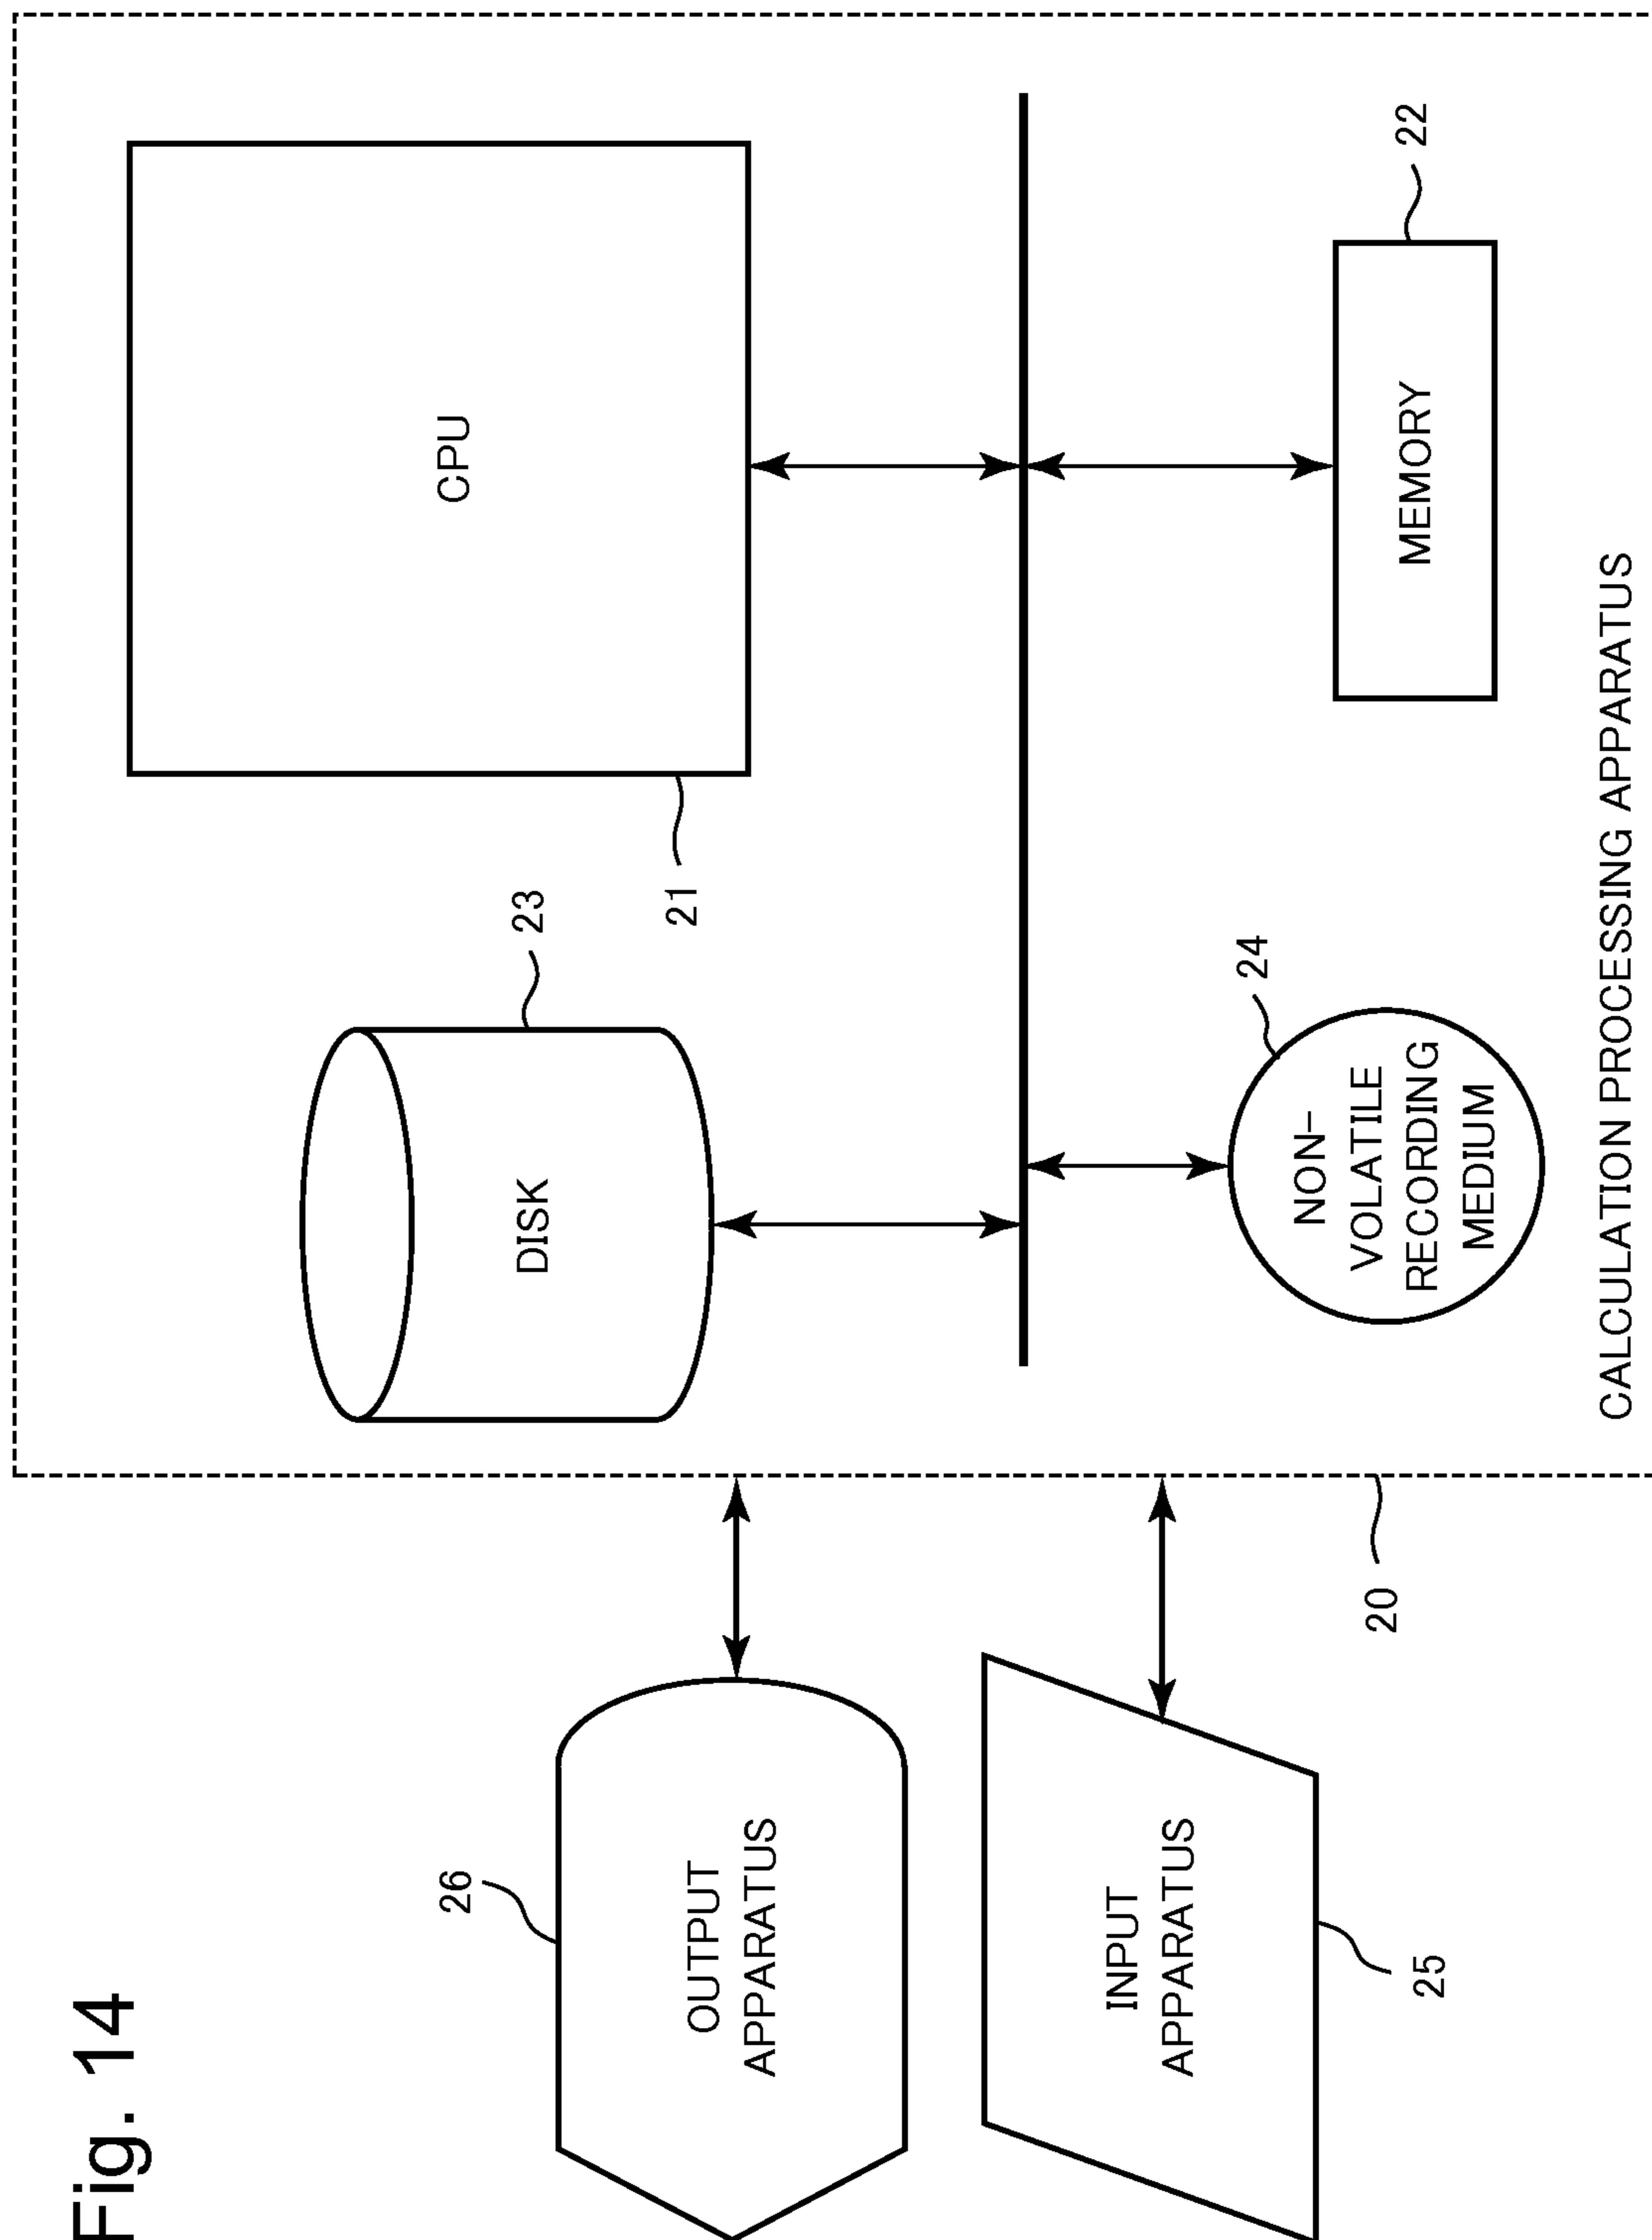 Fig. 14
26
OUTPUT
APPARATUS
INPUT
APPARATUS
25
20
DISK
23
21
CPU
NON-
VOLATILE
RECORDING
MEDIUM
24
MEMORY
22
CALCULATION PROCESSING APPARATUS